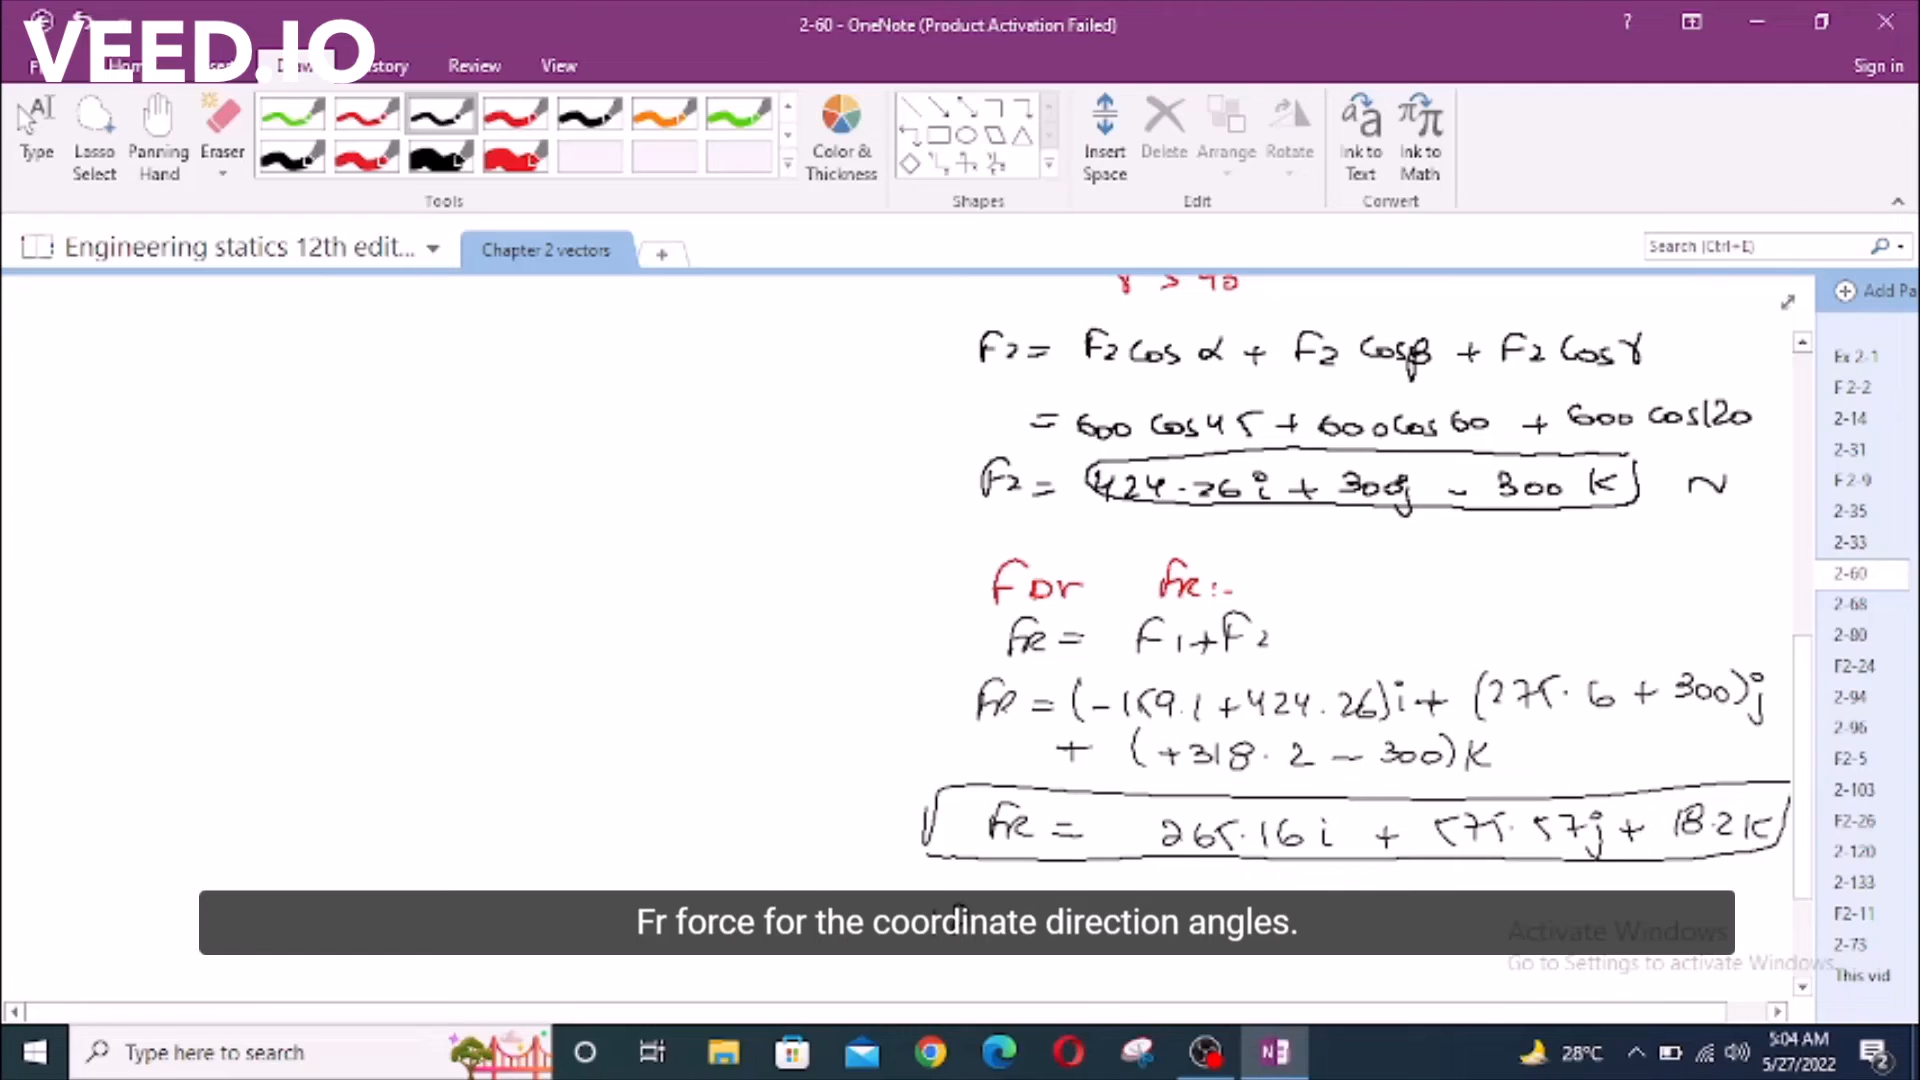 VEED.IO
2-60 - OneNote (Product Activation Failed)
?
Review View
Sign in
Type
Lasso Select
Panning Hand
Eraser
Color & Thickness
Insert Space
Delete
Arrange
Rotate
Ink to Text
Ink to Math
Tools
Shapes
Edit
Convert
Engineering statics 12th edit...
Chapter 2 vectors
Search (Ctrl+E)
Add Pa
γ > 90
F2 = F2 cos α + F2 cosβ + F2 cosγ
= 600 cos 45 + 600 cos 60 + 600 cos 120
F2 = 424.26 i + 300j - 300 K N
For FR:-
FR = F1+F2
FR = (-159.1 +424.26)i + (275.6 + 300)j
+ (+318.2 - 300)K
FR = 265.16 i + 575.57j + 18.2 K
Fr force for the coordinate direction angles.
Activate Windows
Go to Settings to activate Windows.
Ex 2-1
F 2-2
2-14
2-31
F 2-9
2-35
2-33
2-60
2-68
2-80
F2-24
2-94
2-96
F2-5
2-103
F2-26
2-120
2-133
F2-11
2-73
This vid
Type here to search
28°C
5:04 AM
5/27/2022
2